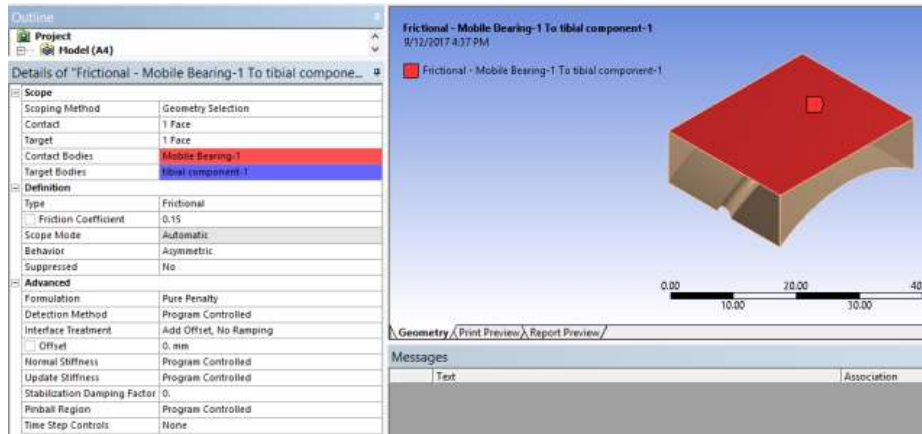 Outline
Project
Model (A4)
Details of "Frictional - Mobile Bearing-1 To tibial compone...
Scope
Scoping Method Geometry Selection
Contact 1 Face
Target 1 Face
Contact Bodies Mobile Bearing-1
Target Bodies tibial component-1
Definition
Type Frictional
Friction Coefficient 0.15
Scope Mode Automatic
Behavior Asymmetric
Suppressed No
Advanced
Formulation Pure Penalty
Detection Method Program Controlled
Interface Treatment Add Offset, No Ramping
Offset 0. mm
Normal Stiffness Program Controlled
Update Stiffness Program Controlled
Stabilization Damping Factor 0.
Pinball Region Program Controlled
Time Step Controls None
Frictional - Mobile Bearing-1 To tibial component-1
9/12/2017 4:37 PM
Frictional - Mobile Bearing-1 To tibial component-1
0.00 20.00 40
10.00 30.00
Geometry Print Preview Report Preview
Messages
Text Association